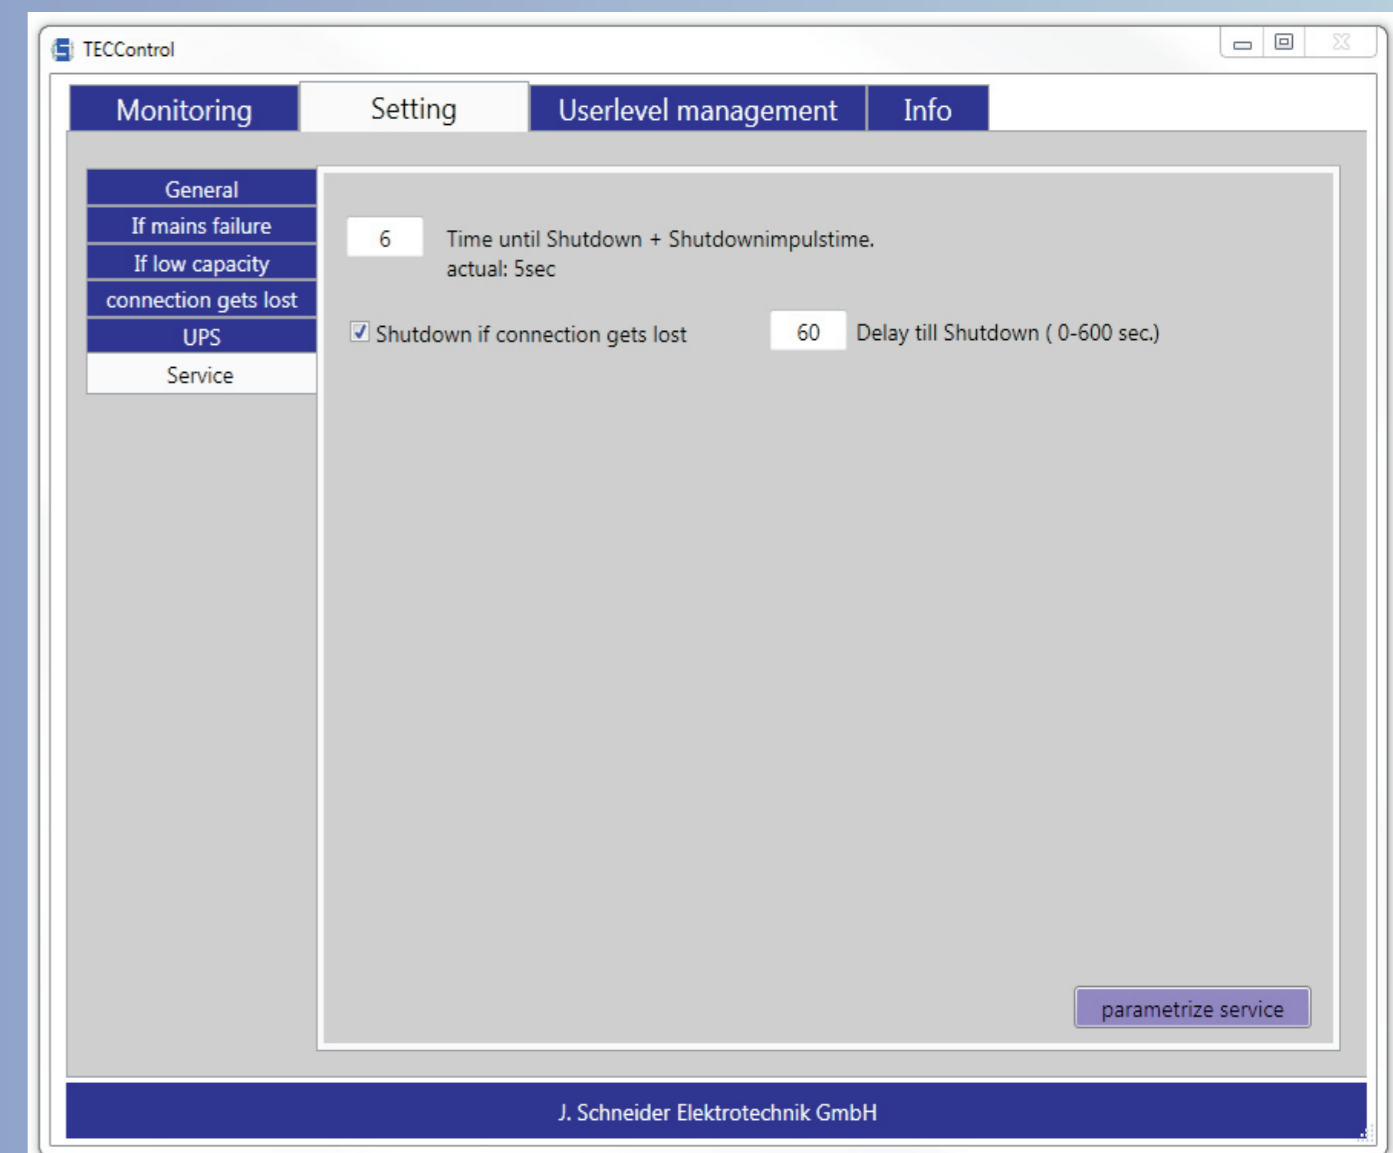 TECControl
Monitoring Setting Userlevel management Info
General
If mains failure
If low capacity
connection gets lost
UPS
Service
6 Time until Shutdown + Shutdownimpulstime.
actual: 5sec
Shutdown if connection gets lost 60 Delay till Shutdown ( 0-600 sec.)
parametrize service
J. Schneider Elektrotechnik GmbH